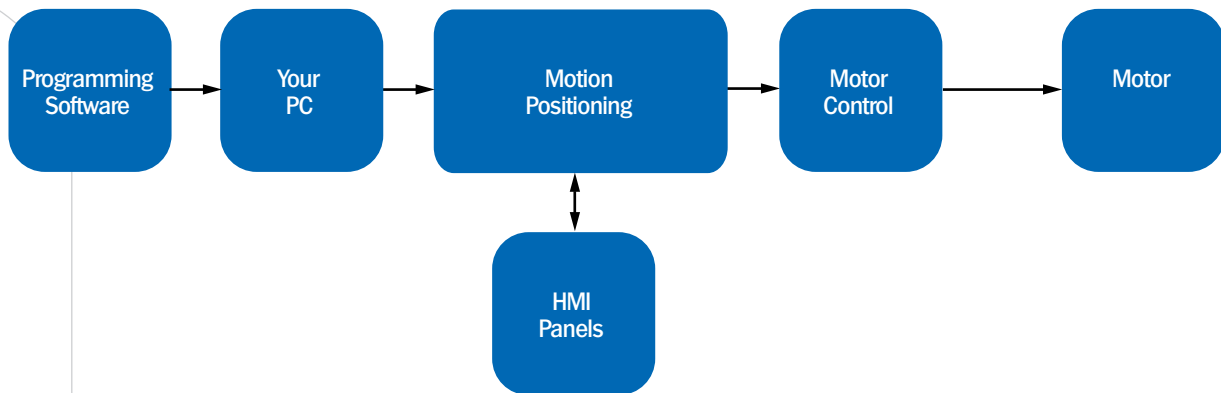 Programming
Software
Your
PC
Motion
Positioning
Motor
Control
Motor
HMI
Panels